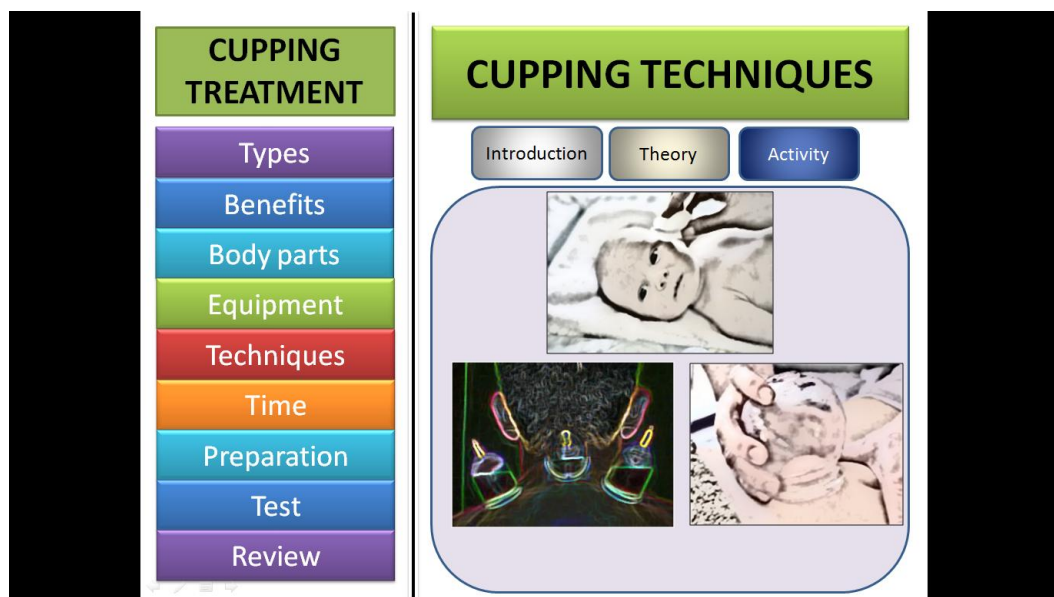 CUPPING
TREATMENT
Types
Benefits
Body parts
Equipment
Techniques
Time
Preparation
Test
Review
CUPPING TECHNIQUES
Introduction
Theory
Activity